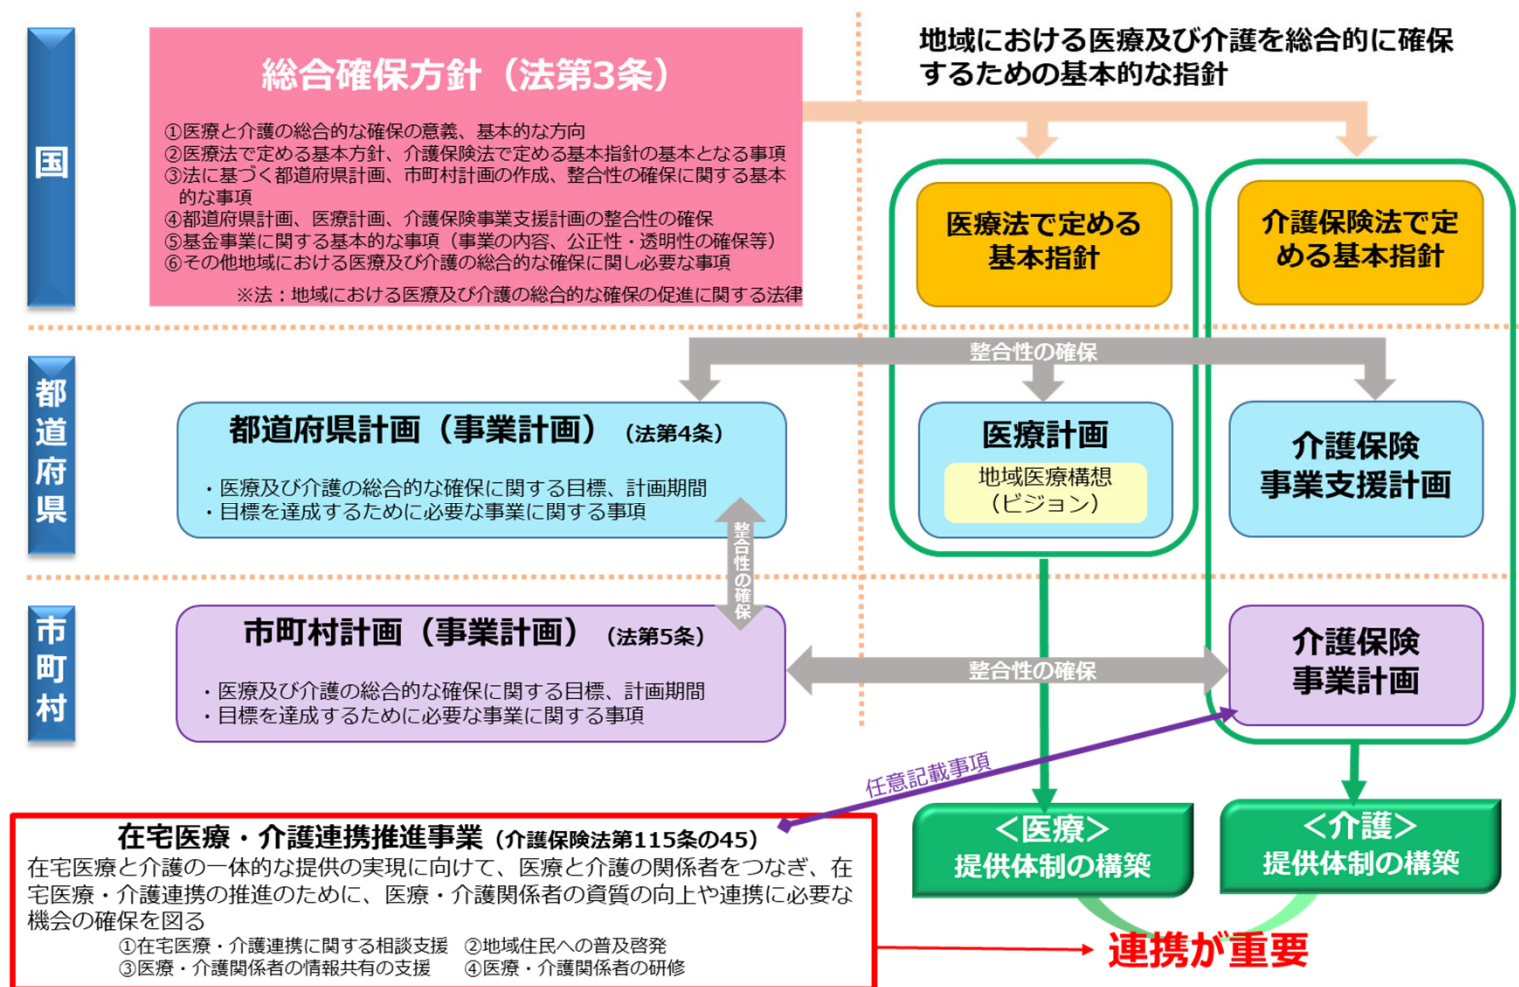 国
総合確保方針（法第3条）
①医療と介護の総合的な確保の意義、基本的な方向
②医療法で定める基本方針、介護保険法で定める基本指針の基本となる事項
③法に基づく都道府県計画、市町村計画の作成、整合性の確保に関する基本
的な事項
④都道府県計画、医療計画、介護保険事業支援計画の整合性の確保
⑤基金事業に関する基本的な事項（事業の内容、公正性・透明性の確保等）
⑥その他地域における医療及び介護の総合的な確保に関し必要な事項
※法：地域における医療及び介護の総合的な確保の促進に関する法律
地域における医療及び介護を総合的に確保
するための基本的な指針
医療法で定める
基本指針
介護保険法で定
める基本指針
都道府県
整合性の確保
都道府県計画（事業計画）（法第4条）
・医療及び介護の総合的な確保に関する目標、計画期間
・目標を達成するために必要な事業に関する事項
医療計画
地域医療構想
（ビジョン）
介護保険
事業支援計画
整合性の確保
市町村
市町村計画（事業計画）（法第5条）
・医療及び介護の総合的な確保に関する目標、計画期間
・目標を達成するために必要な事業に関する事項
整合性の確保
介護保険
事業計画
任意記載事項
在宅医療・介護連携推進事業（介護保険法第115条の45）
在宅医療と介護の一体的な提供の実現に向けて、医療と介護の関係者をつなぎ、在
宅医療・介護連携の推進のために、医療・介護関係者の資質の向上や連携に必要な
機会の確保を図る
①在宅医療・介護連携に関する相談支援　②地域住民への普及啓発
③医療・介護関係者の情報共有の支援　④医療・介護関係者の研修
＜医療＞
提供体制の構築
＜介護＞
提供体制の構築
連携が重要